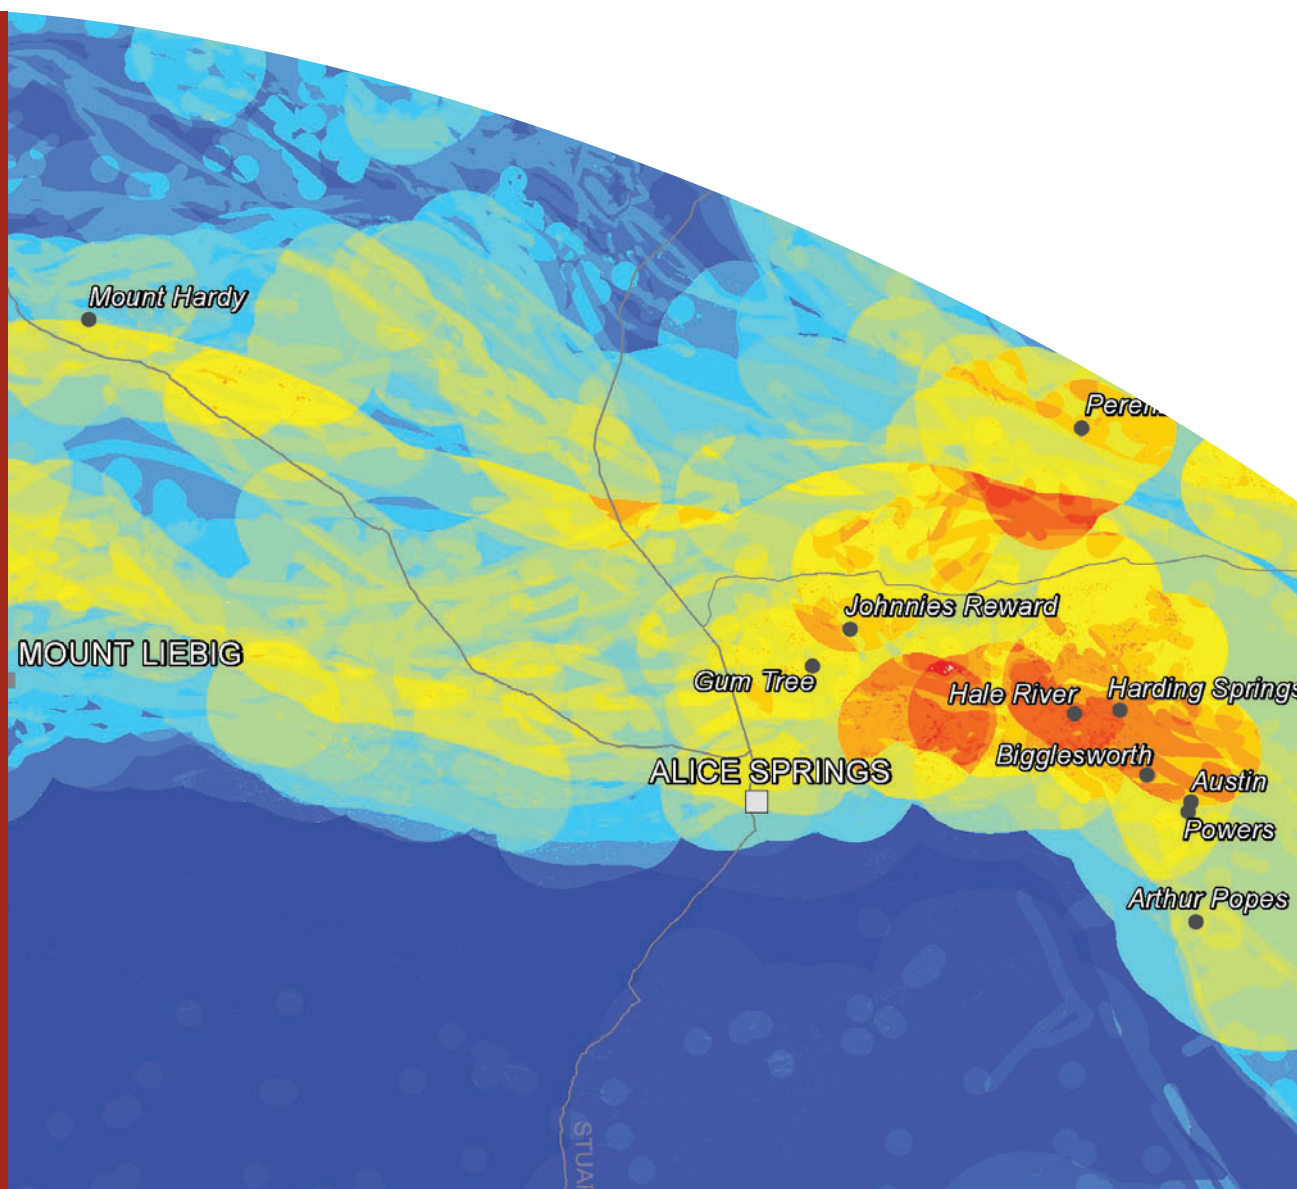 Mount Hardy
Johnnies Reward
MOUNT LIEBIG
Gum Tree
Hale River
Harding Springs
Bigglesworth
ALICE SPRINGS
Austin
Powers
Arthur Popes